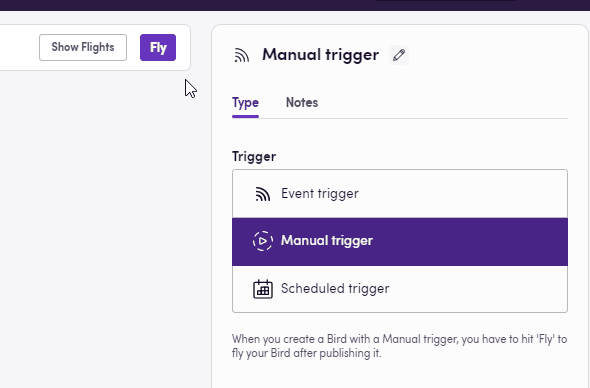 Show Flights
Fly
Manual trigger
Type
Notes
Trigger
Event trigger
Manual trigger
Scheduled trigger
When you create a Bird with a Manual trigger, you have to hit 'Fly' to
fly your Bird after publishing it.